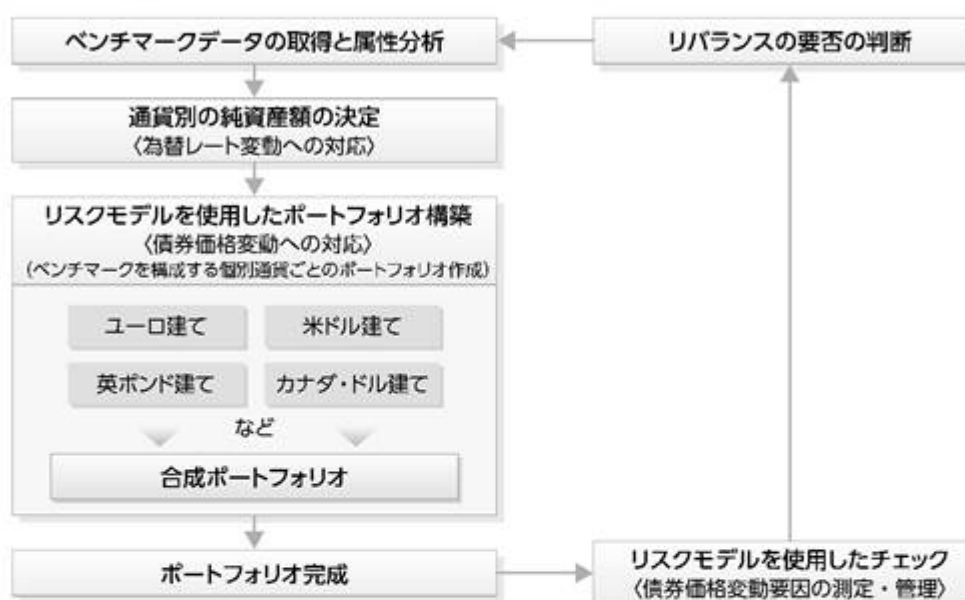 ベンチマークデータの取得と属性分析
リバランスの要否の判断
通貨別の純資産額の決定
〈為替レート変動への対応〉
リスクモデルを使用したポートフォリオ構築
〈債券価格変動への対応〉
(ベンチマークを構成する個別通貨ごとのポートフォリオ作成)
ユーロ建て
米ドル建て
英ポンド建て
カナダ・ドル建て
など
合成ポートフォリオ
ポートフォリオ完成
リスクモデルを使用したチェック
〈債券価格変動要因の測定・管理〉